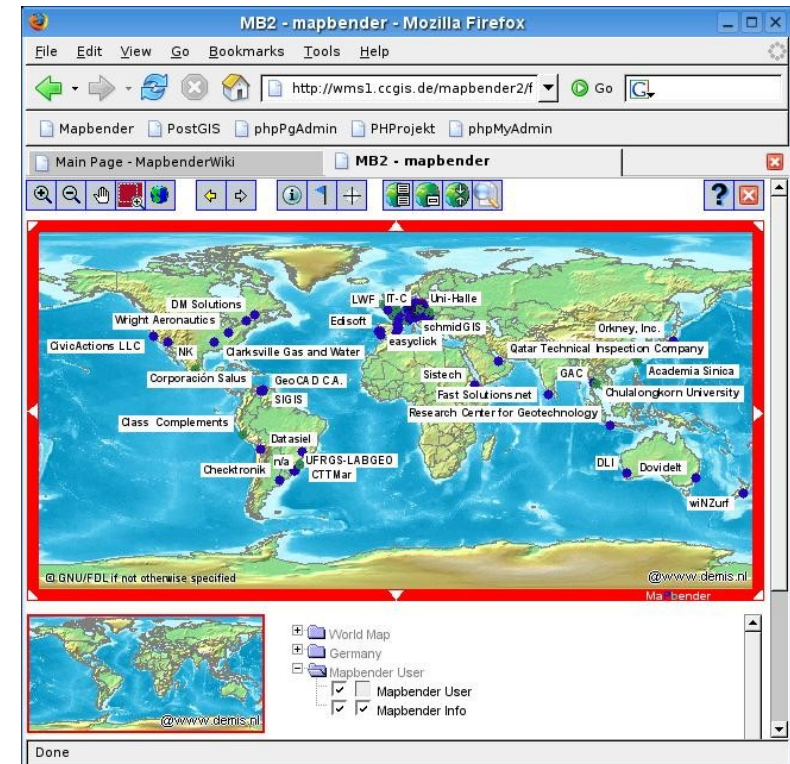 MB2 - mapbender - Mozilla Firefox
File Edit View Go Bookmarks Tools Help
http://wms1.ccgis.de/mapbender2/f Go G
Mapbender PostGIS phpPgAdmin PHProjekt phpMyAdmin
Main Page - MapbenderWiki MB2 - mapbender
?
DM Solutions
LWF IT-C Uni-Halle
Wright Aeronautics
Edisoft
schmidGIS
Orkney, Inc.
CivicActions LLC
NK
Clarksville Gas and Water
easyclick
Qatar Technical Inspection Company
Corporación Salus
GeoCAD C.A.
Sistech
GAC
Academia Sinica
SIGIS
Fast Solutions.net
Chulalongkorn University
Class Complements
Research Center for Geotechnology
Datasiel
n/a
UFRGS-LABGEO
Checktronik
CTTMar
DLI
Dovidelt
wiNZurf
@ GNU/FDL if not otherwise specified
@www.demis.nl
MaPbender
World Map
Germany
Mapbender User
Mapbender User
Mapbender Info
@www.demis.nl
Done